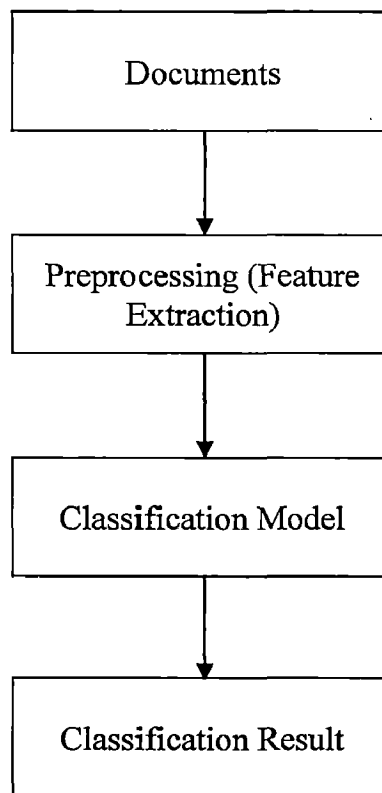 Documents
Preprocessing (Feature
Extraction)
Classification Model
Classification Result